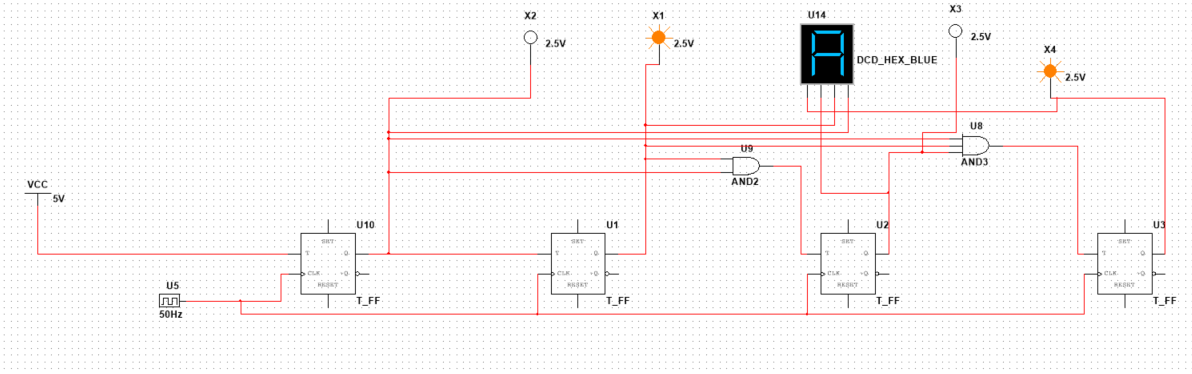 X2
2.5V
X1
2.5V
U14
A
DCD_HEX_BLUE
X3
2.5V
X4
2.5V
U8
AND3
U9
AND2
VCC
5V
U10
SET
T Q
CLK ~Q
RESET
T_FF
U1
SET
T Q
CLK ~Q
RESET
T_FF
U2
SET
T Q
CLK ~Q
RESET
T_FF
U3
SET
T Q
CLK ~Q
RESET
T_FF
U5
50Hz